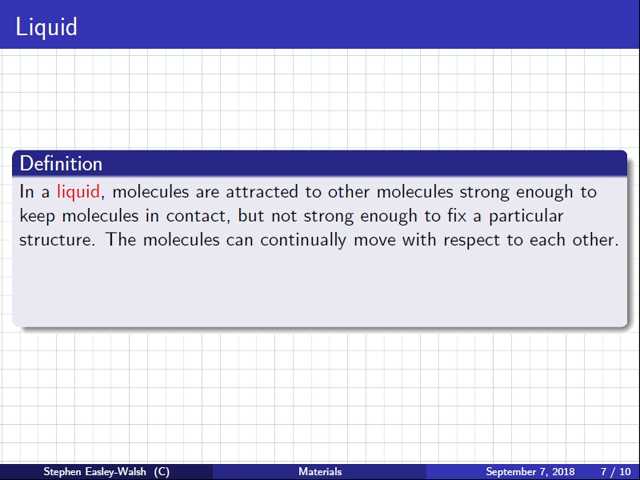 Liquid
Definition
In a liquid, molecules are attracted to other molecules strong enough to
keep molecules in contact, but not strong enough to fix a particular
structure. The molecules can continually move with respect to each other.
Stephen Easley-Walsh (C) Materials September 7, 2018 7 / 10